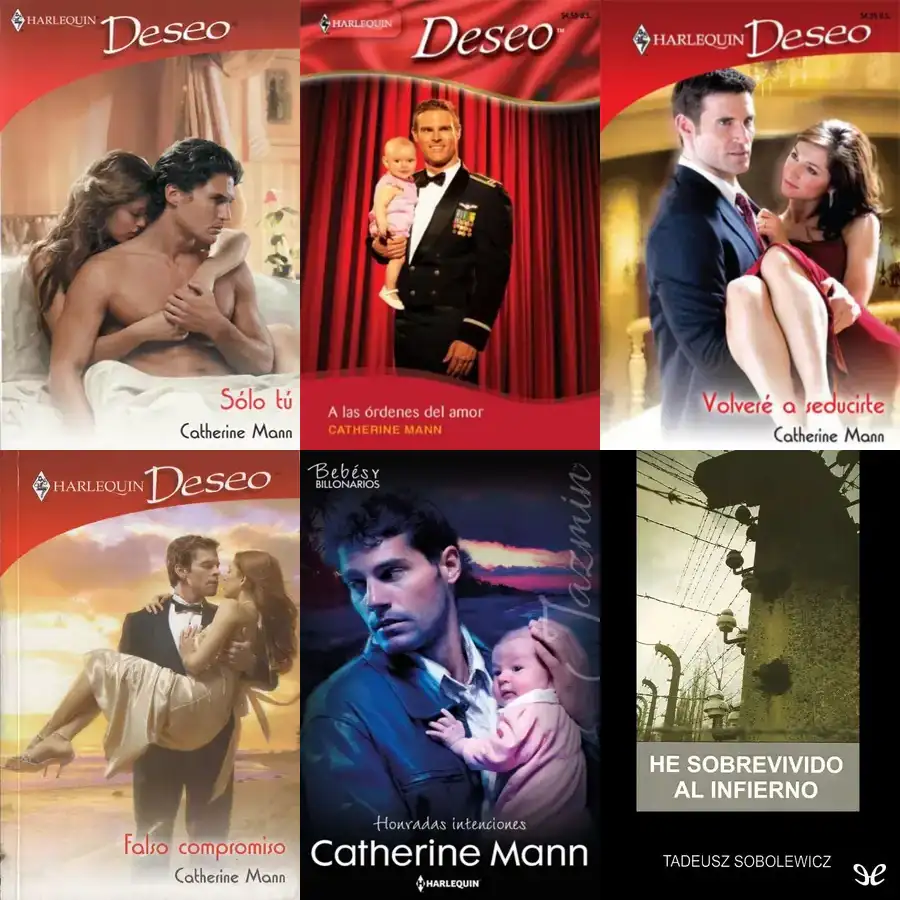 HARLEQUIN Deseo
Sólo tú
Catherine Mann
HARLEQUIN
Deseo™
A las órdenes del amor
CATHERINE MANN
HARLEQUIN Deseo
Volveré a seducirte
Catherine Mann
HARLEQUIN Deseo
Falso compromiso
Catherine Mann
Bebés y
BILLONARIOS
Jazmín
Honradas intenciones
Catherine Mann
HARLEQUIN
HE SOBREVIVIDO
AL INFIERNO
TADEUSZ SOBOLEWICZ